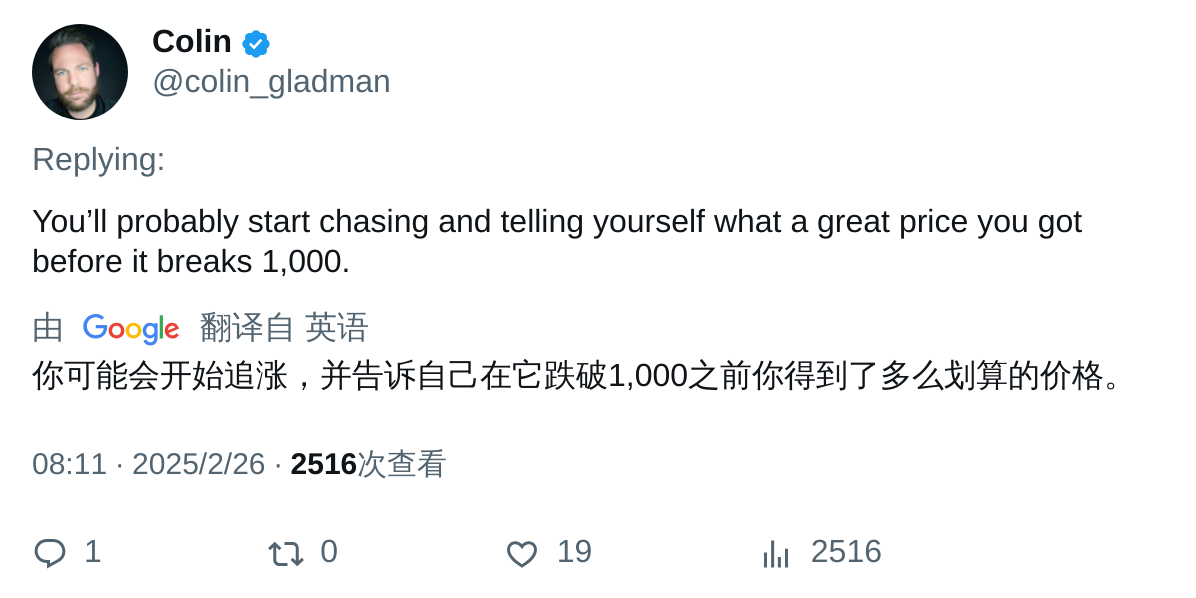 Colin
@colin_gladman
Replying:
You’ll probably start chasing and telling yourself what a great price you got
before it breaks 1,000.
由 Google 翻译自 英语
你可能会开始追涨，并告诉自己在它跌破1,000之前你得到了多么划算的价格。
08:11 · 2025/2/26 · 2516次查看
1 0 19 2516